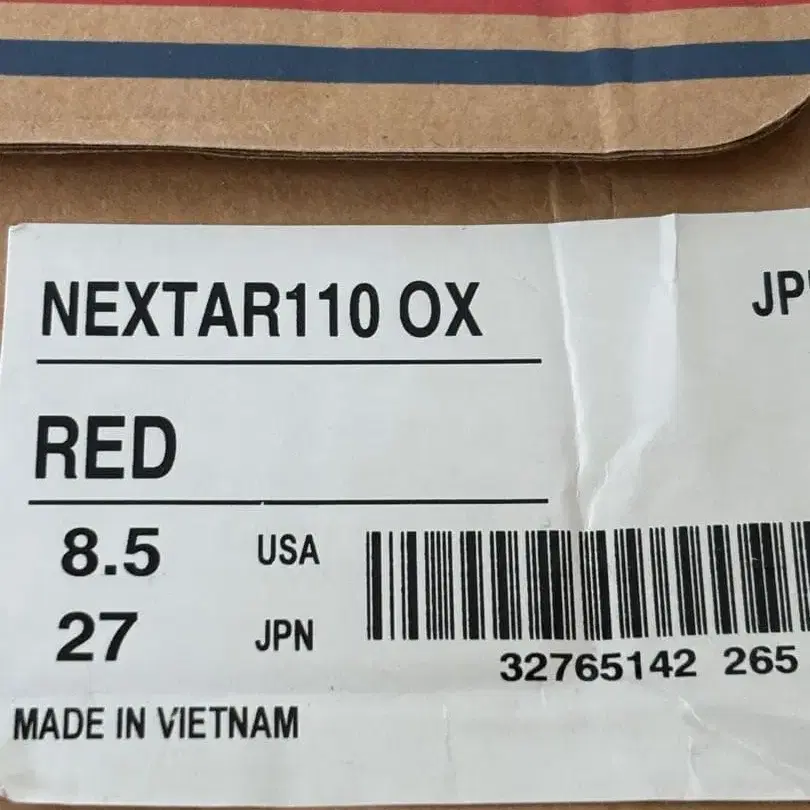 NEXTAR110 OX
RED
8.5 USA
27 JPN
32765142 265
MADE IN VIETNAM